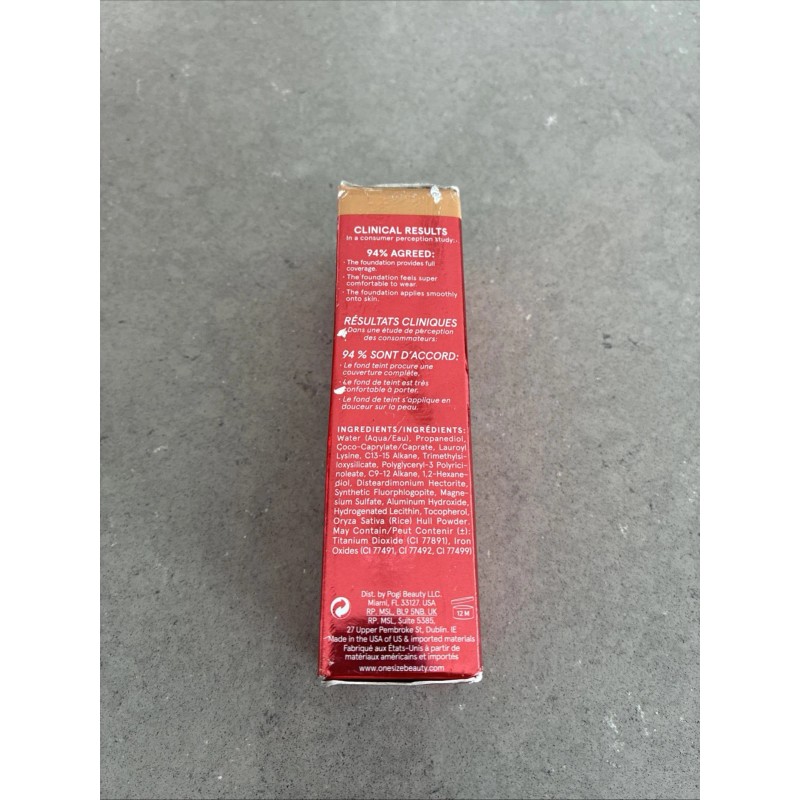 CLINICAL RESULTS
In a consumer perception study:
94% AGREED:
· The foundation provides full
coverage.
· The foundation feels super
comfortable to wear.
· The foundation applies smoothly
onto skin.
RÉSULTATS CLINIQUES
Dans une étude de perception
des consommateurs:
94 % SONT D'ACCORD:
· Le fond teint procure une
couverture complète.
· Le fond de teint est très
confortable à porter.
· Le fond de teint s'applique en
douceur sur la peau.
INGREDIENTS/INGRÉDIENTS:
Water (Aqua/Eau), Propanediol,
Coco-Caprylate/Caprate, Lauroyl
Lysine, C13-15 Alkane, Trimethylsi-
loxysilicate, Polyglyceryl-3 Polyrici-
noleate, C9-12 Alkane, 1,2-Hexane-
diol, Disteardimonium Hectorite,
Synthetic Fluorphlogopite, Magne-
sium Sulfate, Aluminum Hydroxide,
Hydrogenated Lecithin, Tocopherol,
Oryza Sativa (Rice) Hull Powder.
May Contain/Peut Contenir (±):
Titanium Dioxide (CI 77891), Iron
Oxides (CI 77491, CI 77492, CI 77499)
Dist. by Pogi Beauty LLC.
Miami, FL 33127. USA
RP. MSL, BL9 5NB. UK
RP. MSL, Suite 5385,
27 Upper Pembroke St, Dublin. IE
Made in the USA of US & imported materials
Fabriqué aux États-Unis à partir de
matériaux américains et importés
www.onesizebeauty.com
12 M